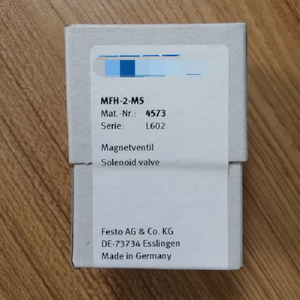 MFH-2-M5
Mat.-Nr.: 4573
Serie: L602
Magnetventil
Solenoid valve
Festo AG & Co. KG
DE-73734 Esslingen
Made in Germany